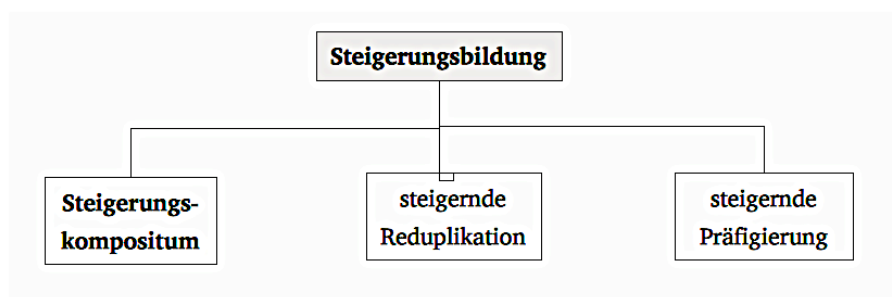 Steigerungsbildung
Steigerungs-
kompositum
steigernde
Reduplikation
steigernde
Präfigierung